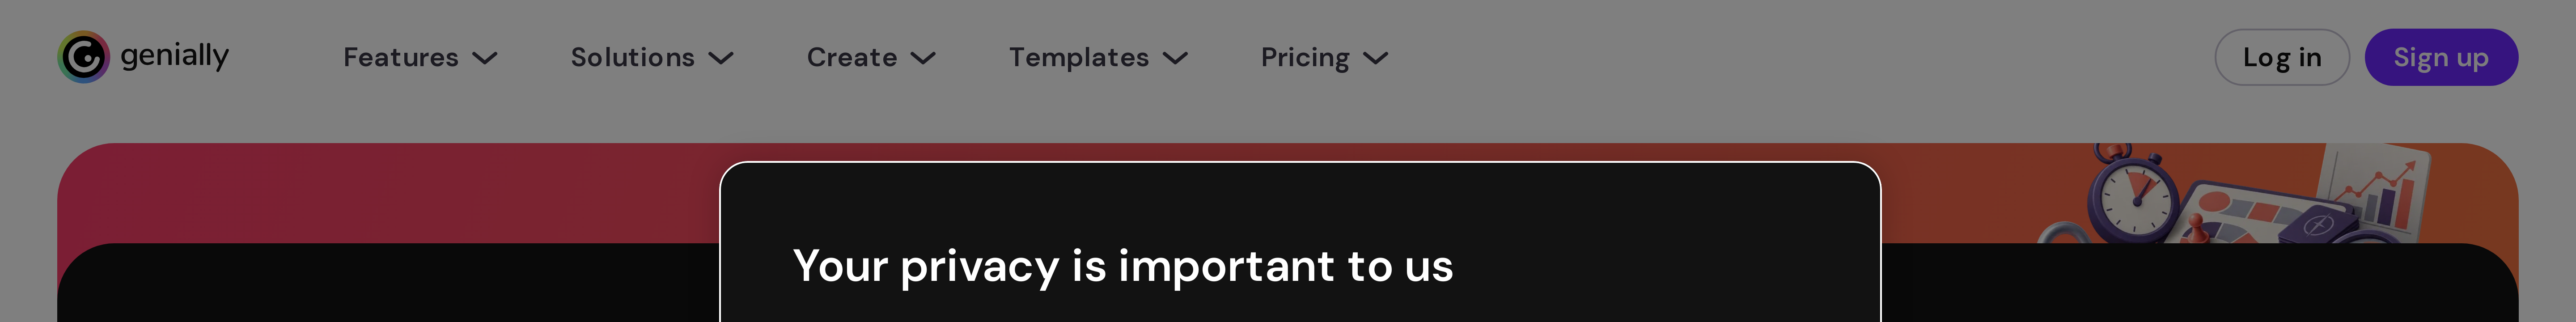 genially Features Solutions Create Templates Pricing Log in Sign up
Your privacy is important to us